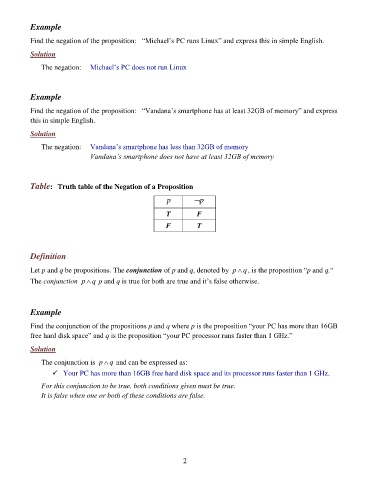 Example
Find the negation of the proposition: “Michael’s PC runs Linux” and express this in simple English.
Solution
The negation: Michael’s PC does not run Linux
Example
Find the negation of the proposition: “Vandana’s smartphone has at least 32GB of memory” and express
this in simple English.
Solution
The negation: Vandana’s smartphone has less than 32GB of memory
Vandana’s smartphone does not have at least 32GB of memory
Table: Truth table of the Negation of a Proposition
p ¬p
T F
F T
Definition
Let p and q be propositions. The conjunction of p and q, denoted by p ∧ q, is the proposition “p and q.”
The conjunction p ∧ q p and q is true for both are true and it’s false otherwise.
Example
Find the conjunction of the propositions p and q where p is the proposition “your PC has more than 16GB
free hard disk space” and q is the proposition “your PC processor runs faster than 1 GHz.”
Solution
The conjunction is p ∧ q and can be expressed as:
✓ Your PC has more than 16GB free hard disk space and its processor runs faster than 1 GHz.
For this conjunction to be true, both conditions given must be true.
It is false when one or both of these conditions are false.
2